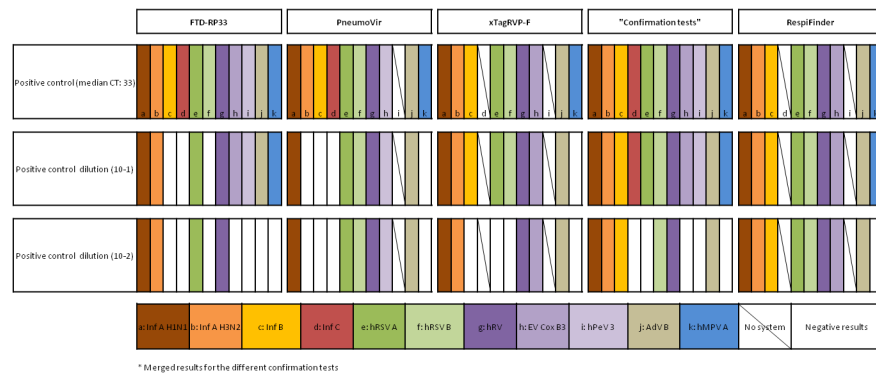 FTD-RP33 PneumoVir xTagRVP-F "Confirmation tests" RespiFinder
Positive control (median CT: 33)
a b c d e f g h i j k a b c d e f g h i j k a b c d e f g h i j k a b c d e f g h i j k a b c d e f g h i j k
Positive control dilution (10-1)
Positive control dilution (10-2)
a: Inf A H1N1 b: Inf A H3N2 c: Inf B d: Inf C e: hRSV A f: hRSV B g: hRV h: EV Cox B3 i: hPeV 3 j: AdV B k: hMPV A No system Negative results
* Merged results for the different confirmation tests